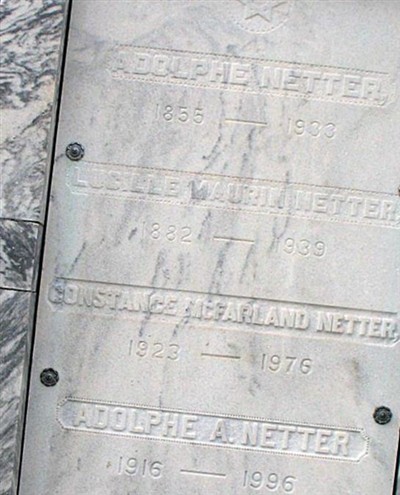 ADOLPHE NETTER,
1855 — 1933
LUCILLE MAURIN NETTER,
1882 — 1939
CONSTANCE McFARLAND NETTER,
1923 — 1976
ADOLPHE A. NETTER
1916 — 1996